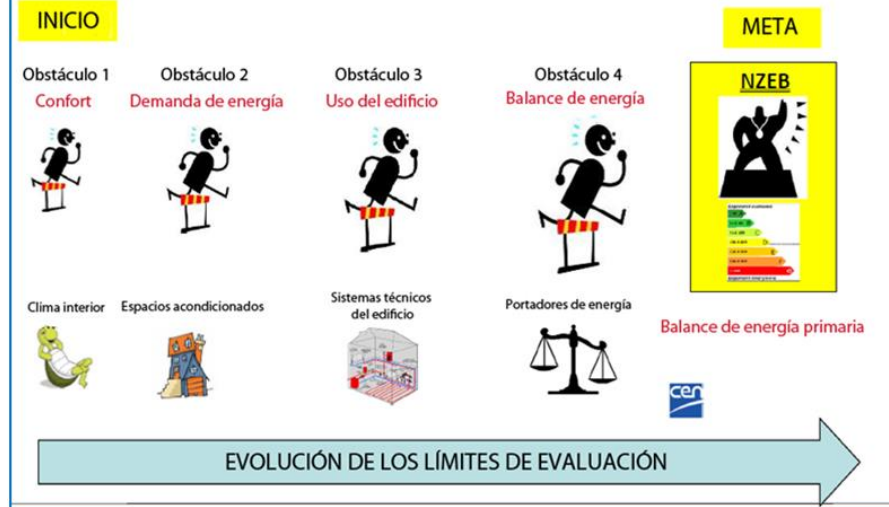 INICIO
META
Obstáculo 1
Confort
Obstáculo 2
Demanda de energía
Obstáculo 3
Uso del edificio
Obstáculo 4
Balance de energía
NZEB
Clima interior
Espacios acondicionados
Sistemas técnicos
del edificio
Portadores de energía
Balance de energía primaria
cen
EVOLUCIÓN DE LOS LÍMITES DE EVALUACIÓN